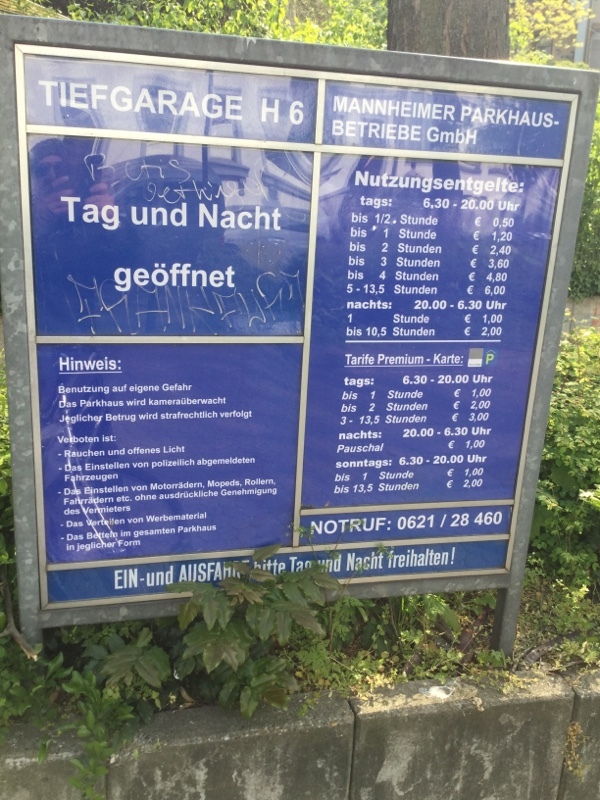 TIEFGARAGE H 6
MANNHEIMER PARKHAUS-
BETRIEBE GmbH
Tag und Nacht
geöffnet
Hinweis:
Benutzung auf eigene Gefahr
Das Parkhaus wird kameraüberwacht
Jeglicher Betrug wird strafrechtlich verfolgt
Verboten ist:
- Rauchen und offenes Licht
- Das Einstellen von polizeilich abgemeldeten
Fahrzeugen
- Das Einstellen von Motorrädern, Mopeds, Rollern,
Fahrrädern etc. ohne ausdrückliche Genehmigung
des Vermieters
- Das Verteilen von Werbematerial
- Das Betteln im gesamten Parkhaus
in jeglicher Form
Nutzungsentgelte:
tags: 6.30 - 20.00 Uhr
bis 1/2 Stunde € 0,50
bis 1 Stunde € 1,20
bis 2 Stunden € 2,40
bis 3 Stunden € 3,60
bis 4 Stunden € 4,80
5 - 13,5 Stunden € 6,00
nachts: 20.00 - 6.30 Uhr
1 Stunde € 1,00
bis 10,5 Stunden € 2,00
Tarife Premium - Karte: P
tags: 6.30 - 20.00 Uhr
bis 1 Stunde € 1,00
bis 2 Stunden € 2,00
3 - 13,5 Stunden € 3,00
nachts: 20.00 - 6.30 Uhr
Pauschal € 1,00
sonntags: 6.30 - 20.00 Uhr
bis 1 Stunde € 1,00
bis 13,5 Stunden € 2,00
NOTRUF: 0621 / 28 460
EIN- und AUSFAHRT bitte Tag und Nacht freihalten!